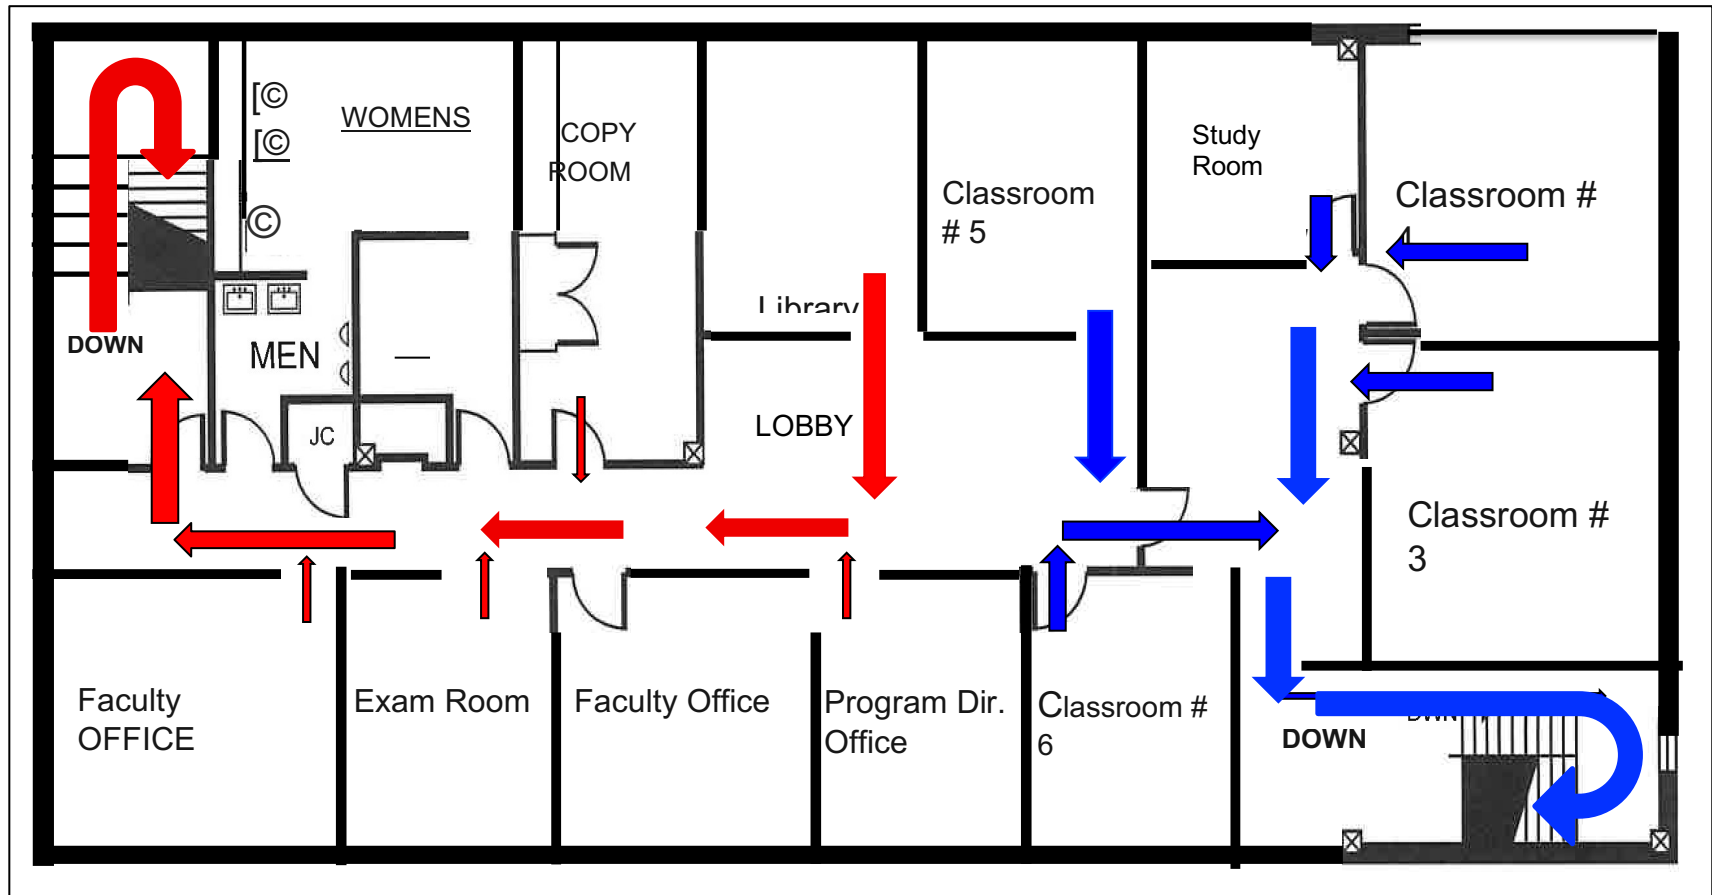 [©
WOMENS
[©
COPY
ROOM
Study
Room
Classroom
# 5
Classroom #
©
Library
DOWN
MEN
LOBBY
JC
Classroom #
3
Faculty
OFFICE
Exam Room
Faculty Office
Program Dir.
Office
Classroom #
6
DWN
DOWN